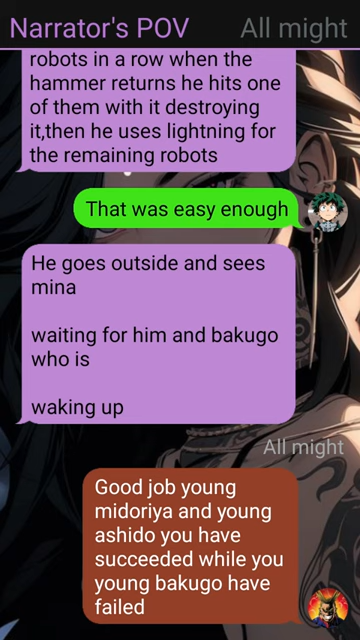 Narrator's POV All might
robots in a row when the
hammer returns he hits one
of them with it destroying
it,then he uses lightning for
the remaining robots
That was easy enough
He goes outside and sees
mina
waiting for him and bakugo
who is
waking up
All might
Good job young
midoriya and young
ashido you have
succeeded while you
young bakugo have
failed